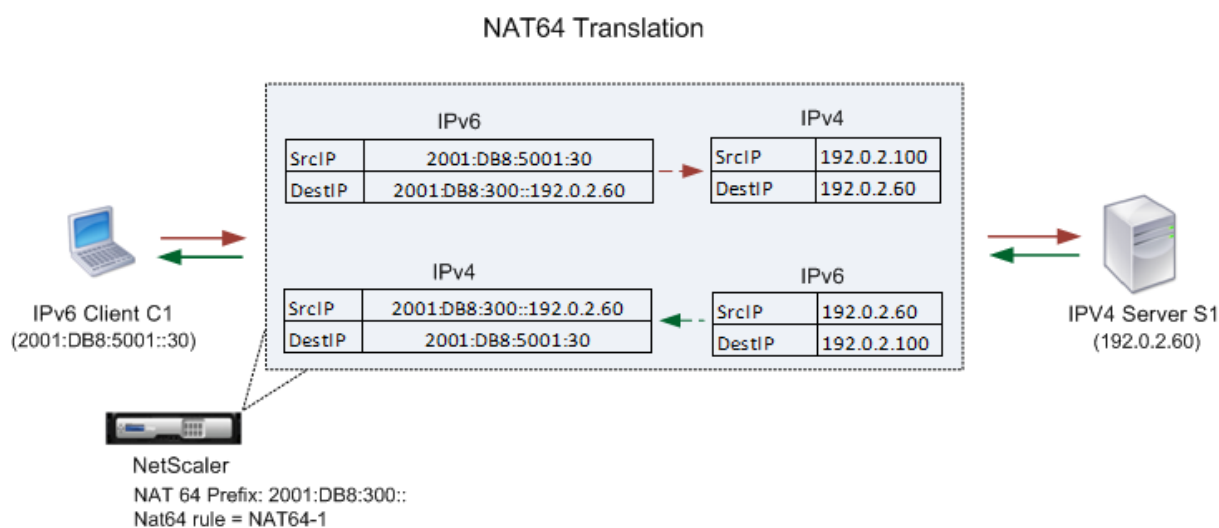 NAT64 Translation
IPv6
SrcIP 2001:DB8:5001:30
DestIP 2001:DB8:300::192.0.2.60
IPv4
SrcIP 192.0.2.100
DestIP 192.0.2.60
IPv4
SrcIP 2001:DB8:300::192.0.2.60
DestIP 2001:DB8:5001:30
IPv6
SrcIP 192.0.2.60
DestIP 192.0.2.100
IPv6 Client C1
(2001:DB8:5001::30)
IPV4 Server S1
(192.0.2.60)
NetScaler
NAT 64 Prefix: 2001:DB8:300::
Nat64 rule = NAT64-1